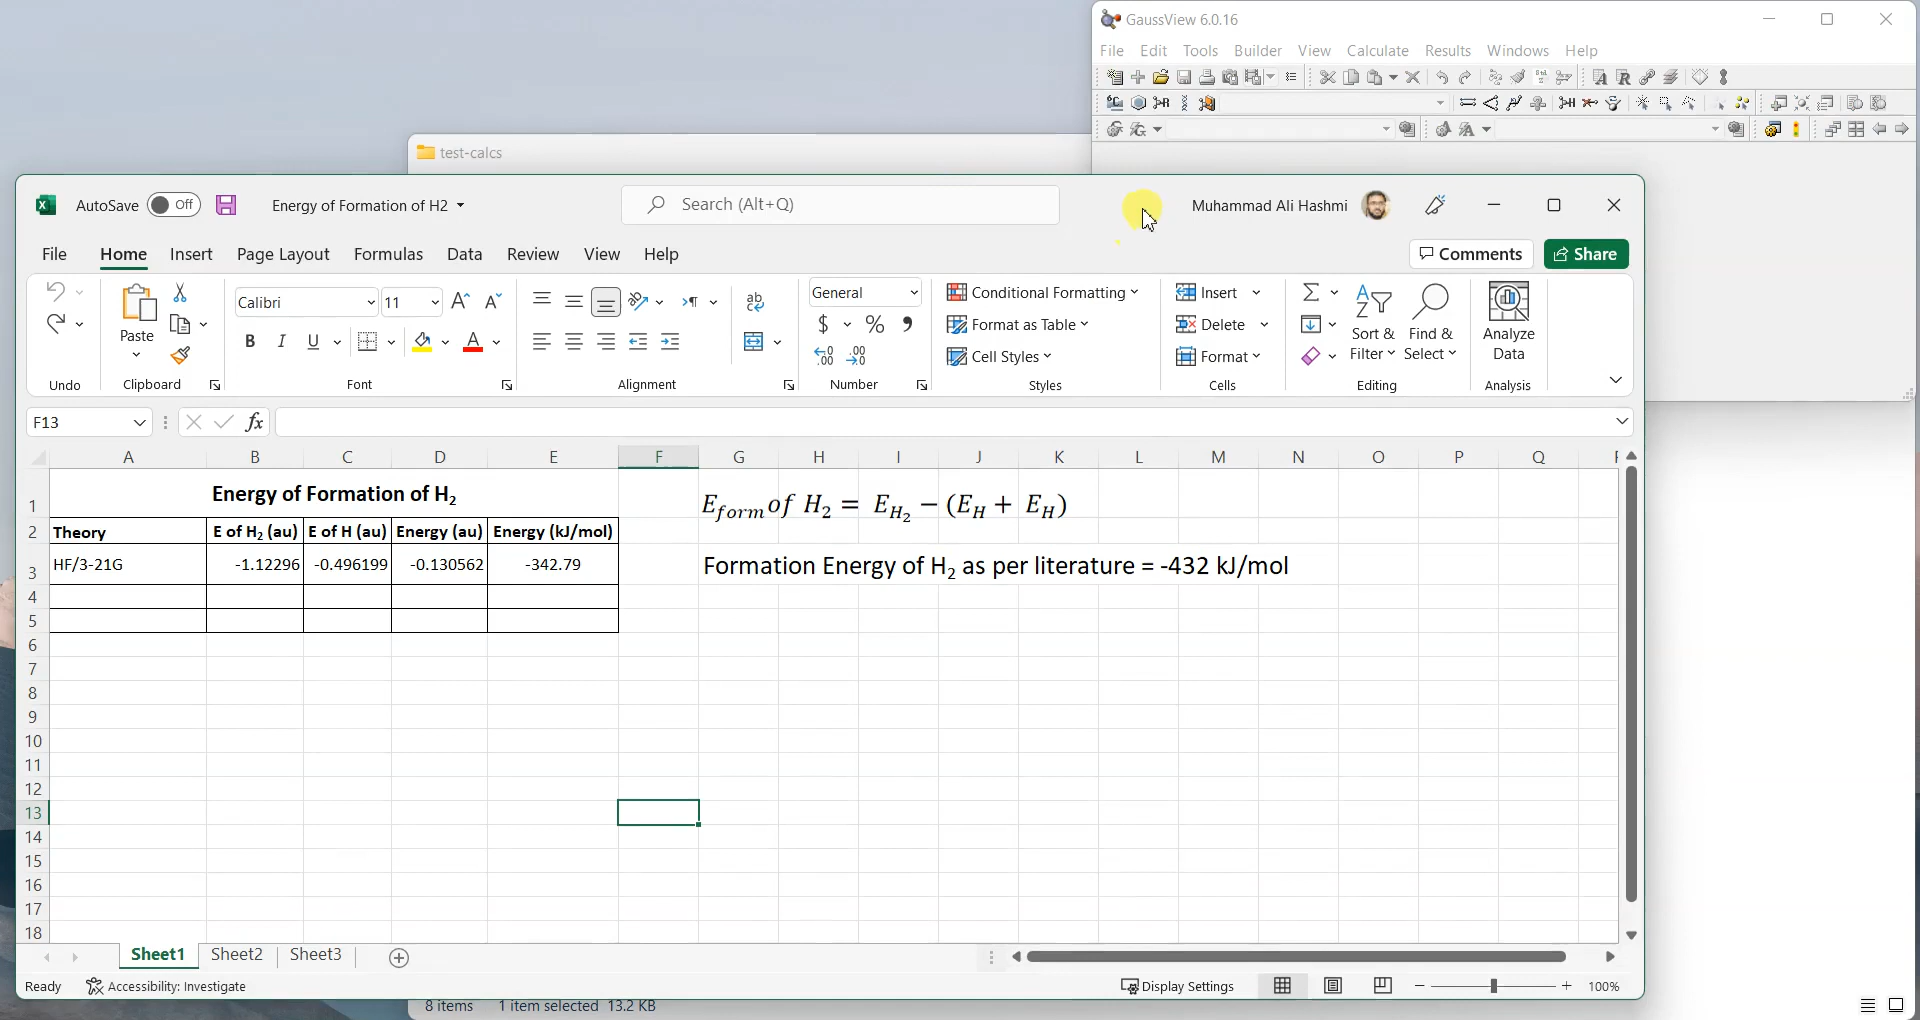 GaussView 6.0.16
File Edit Tools Builder View Calculate Results Windows Help
test-calcs
AutoSave Off Energy of Formation of H2 Search (Alt+Q) Muhammad Ali Hashmi
File Home Insert Page Layout Formulas Data Review View Help Comments Share
Calibri 11 General Conditional Formatting Insert
Paste $ % Format as Table Delete Sort & Filter Find & Select Analyze Data
B I U Cell Styles Format
Undo Clipboard Font Alignment Number Styles Cells Editing Analysis
F13 fx
A B C D E F G H I J K L M N O P Q
1 Energy of Formation of H₂ E_form of H₂ = E_H₂ − (E_H + E_H)
2 Theory E of H₂ (au) E of H (au) Energy (au) Energy (kJ/mol)
3 HF/3-21G -1.12296 -0.496199 -0.130562 -342.79 Formation Energy of H₂ as per literature = -432 kJ/mol
4
5
6
7
8
9
10
11
12
13
14
15
16
17
18
Sheet1 Sheet2 Sheet3
Ready Accessibility: Investigate Display Settings 100%
8 items 1 item selected 13.2 KB